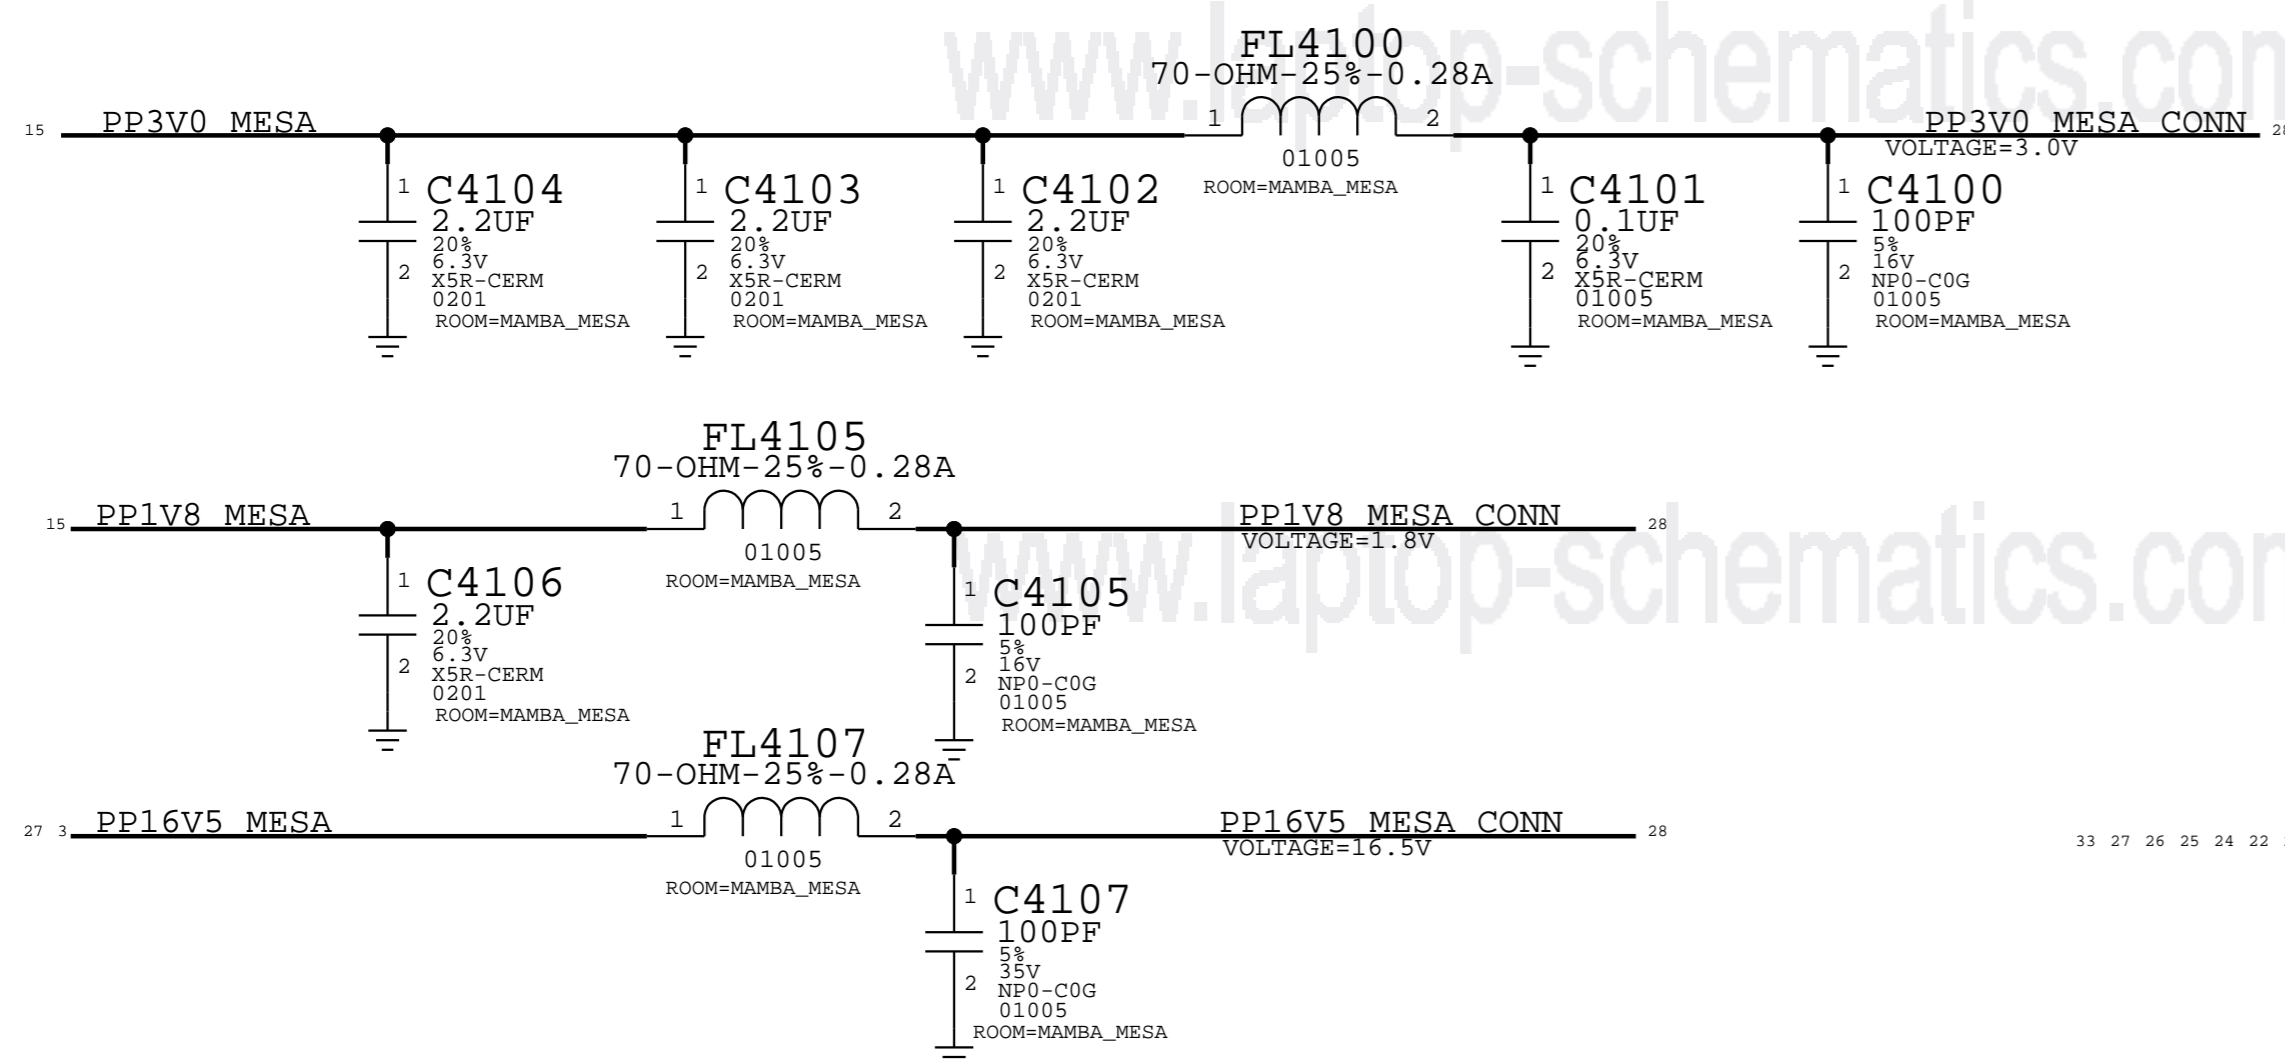 www.laptop-schematics.com
FL4100
70-OHM-25%-0.28A
15 PP3V0 MESA
1 2
PP3V0 MESA CONN 28
VOLTAGE=3.0V
01005
ROOM=MAMBA_MESA
1 C4104
2.2UF
20%
6.3V
2 X5R-CERM
0201
ROOM=MAMBA_MESA
1 C4103
2.2UF
20%
6.3V
2 X5R-CERM
0201
ROOM=MAMBA_MESA
1 C4102
2.2UF
20%
6.3V
2 X5R-CERM
0201
ROOM=MAMBA_MESA
1 C4101
0.1UF
20%
6.3V
2 X5R-CERM
01005
ROOM=MAMBA_MESA
1 C4100
100PF
5%
16V
2 NP0-C0G
01005
ROOM=MAMBA_MESA
FL4105
70-OHM-25%-0.28A
15 PP1V8 MESA
1 2
PP1V8 MESA CONN 28
VOLTAGE=1.8V
01005
ROOM=MAMBA_MESA
www.laptop-schematics.com
1 C4106
2.2UF
20%
6.3V
2 X5R-CERM
0201
ROOM=MAMBA_MESA
1 C4105
100PF
5%
16V
2 NP0-C0G
01005
ROOM=MAMBA_MESA
FL4107
70-OHM-25%-0.28A
27 3 PP16V5 MESA
1 2
PP16V5 MESA CONN 28
VOLTAGE=16.5V
33 27 26 25 24 22
01005
ROOM=MAMBA_MESA
1 C4107
100PF
5%
35V
2 NP0-C0G
01005
ROOM=MAMBA_MESA